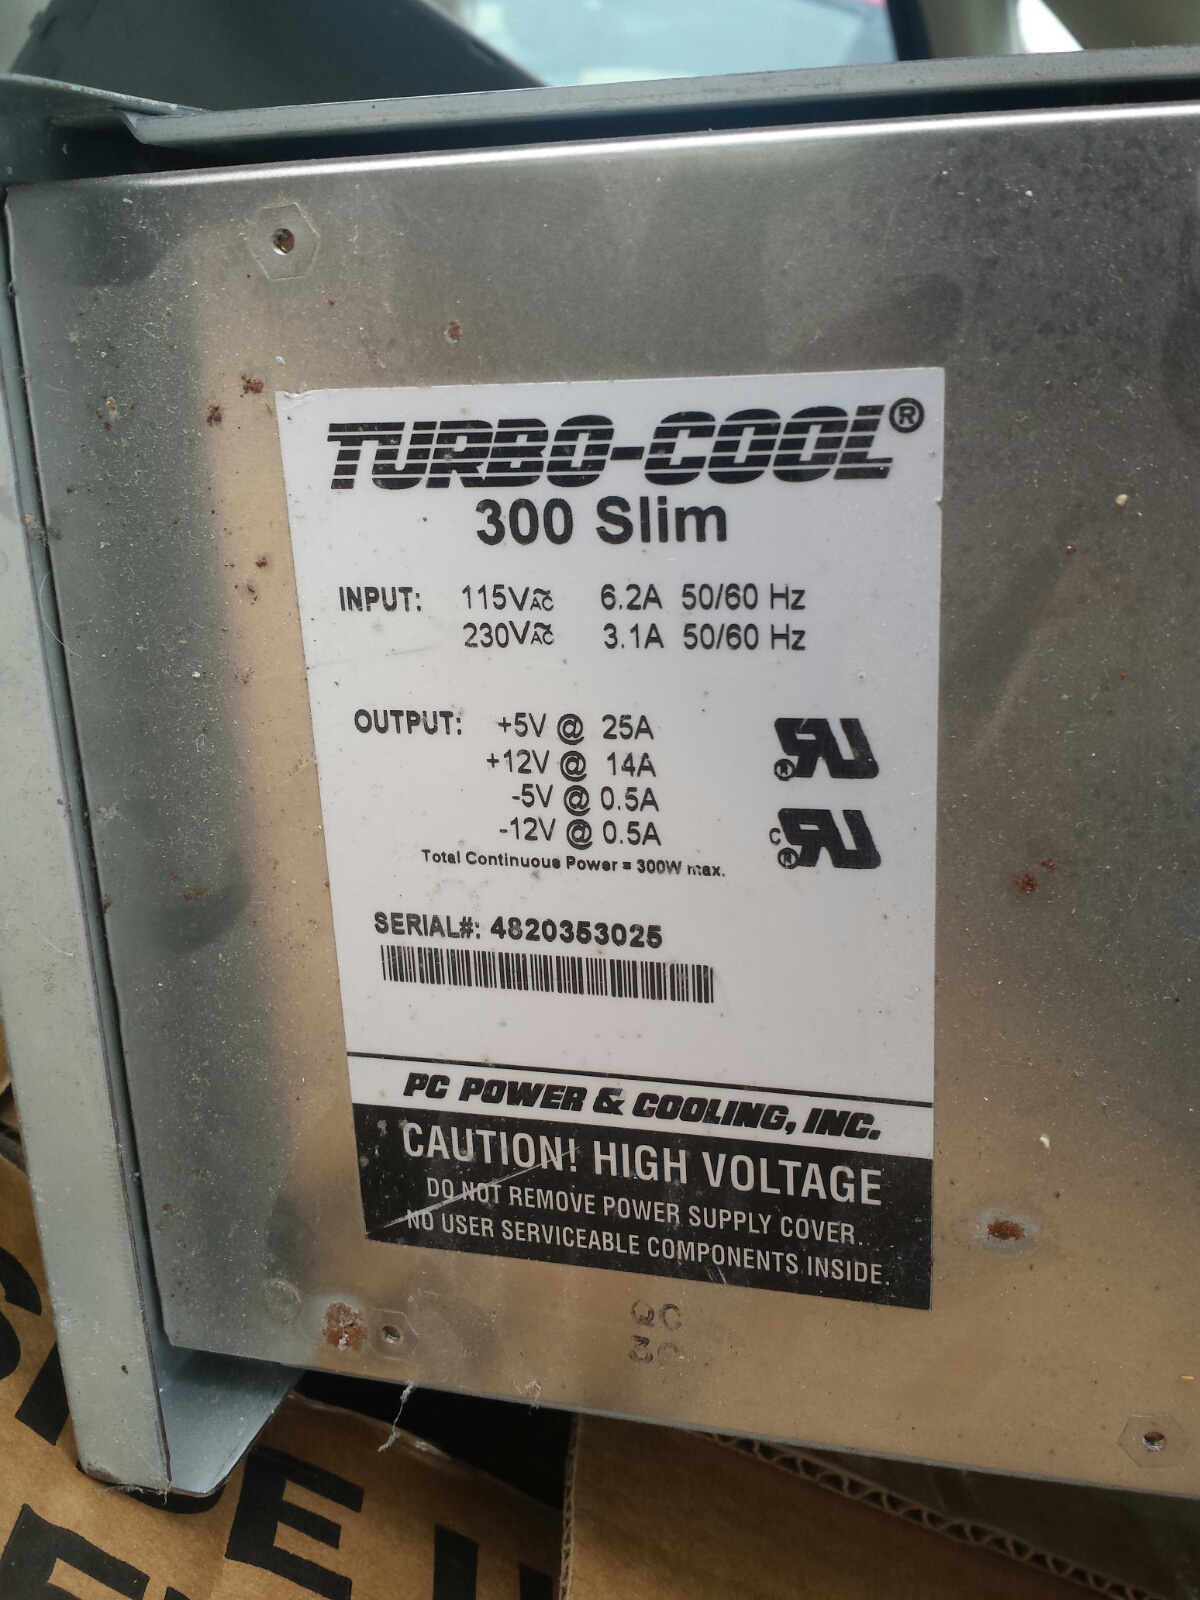 TURBO-COOL®
300 Slim
INPUT: 115VAC 6.2A 50/60 Hz
230VAC 3.1A 50/60 Hz
OUTPUT: +5V @ 25A
+12V @ 14A
-5V @ 0.5A
-12V @ 0.5A
Total Continuous Power = 300W max.
SERIAL#: 4820353025
PC POWER & COOLING, INC.
CAUTION! HIGH VOLTAGE
DO NOT REMOVE POWER SUPPLY COVER.
NO USER SERVICEABLE COMPONENTS INSIDE.
QC